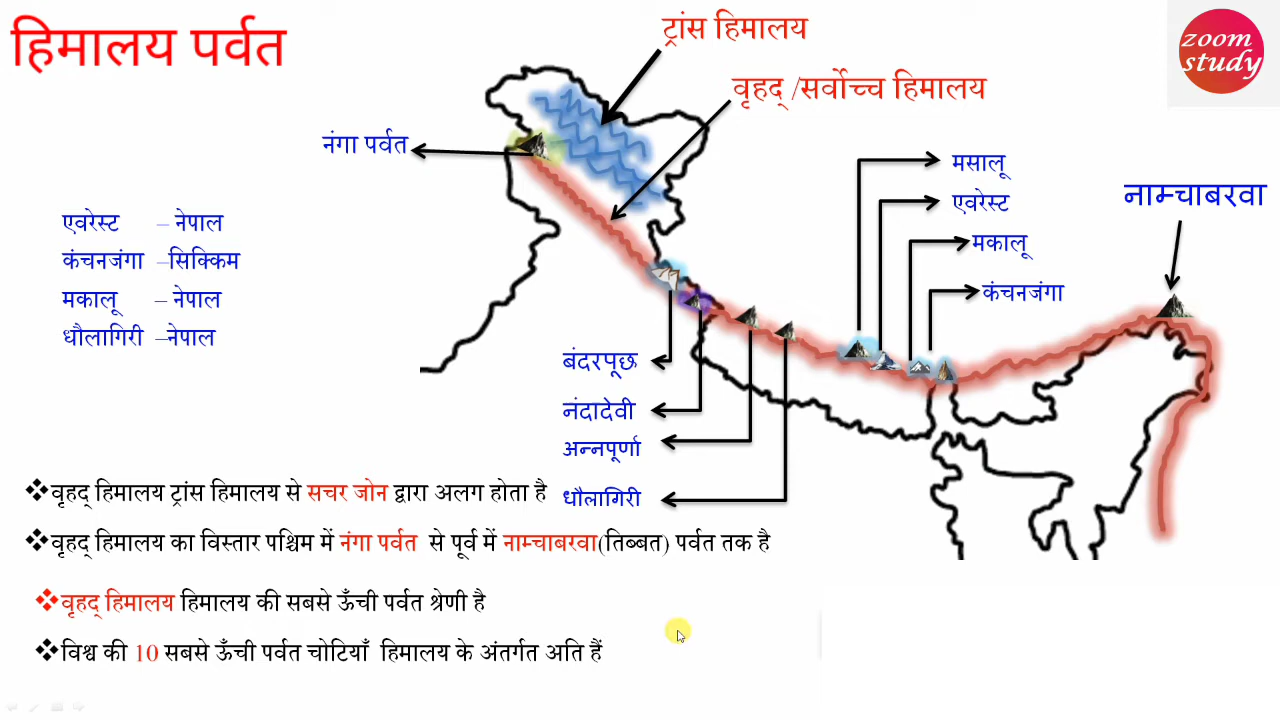 हिमालय पर्वत
ट्रांस हिमालय
zoom
study
वृहद् /सर्वोच्च हिमालय
नंगा पर्वत
मसालू
नाम्चाबरवा
एवरेस्ट
मकालू
कंचनजंगा
एवरेस्ट – नेपाल
कंचनजंगा –सिक्किम
मकालू – नेपाल
धौलागिरी –नेपाल
बंदरपूछ
नंदादेवी
अन्नपूर्णा
धौलागिरी
❖वृहद् हिमालय ट्रांस हिमालय से सचर जोन द्वारा अलग होता है
❖वृहद् हिमालय का विस्तार पश्चिम में नंगा पर्वत से पूर्व में नाम्चाबरवा(तिब्बत) पर्वत तक है
❖वृहद् हिमालय हिमालय की सबसे ऊँची पर्वत श्रेणी है
❖विश्व की 10 सबसे ऊँची पर्वत चोटियाँ हिमालय के अंतर्गत अति हैं